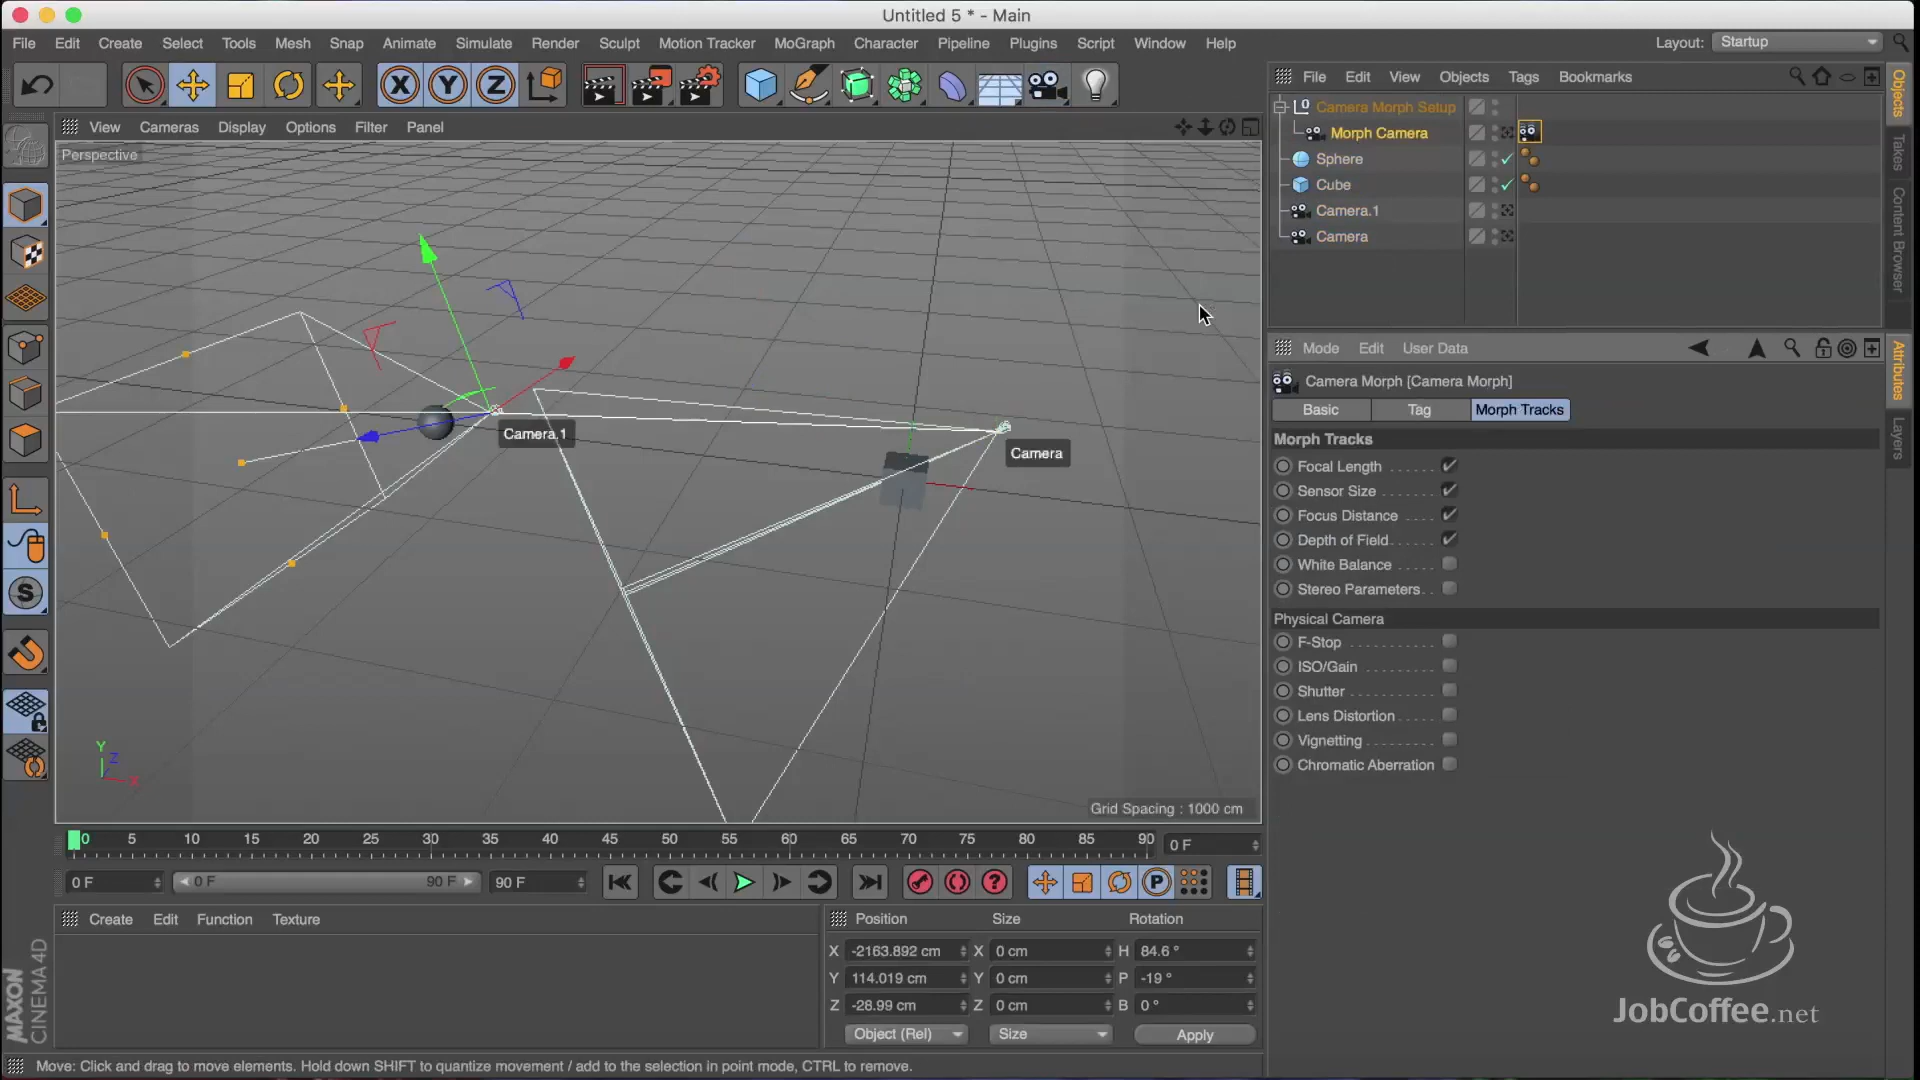 Untitled 5 * - Main
File Edit Create Select Tools Mesh Snap Animate Simulate Render Sculpt Motion Tracker MoGraph Character Pipeline Plugins Script Window Help
Layout: Startup
X Y Z
File Edit View Objects Tags Bookmarks
Camera Morph Setup
Morph Camera
Sphere
Cube
Camera.1
Camera
Objects
Takes
Content Browser
View Cameras Display Options Filter Panel
Perspective
Camera.1
Camera
Y
Z
X
Grid Spacing : 1000 cm
Mode Edit User Data
Camera Morph [Camera Morph]
Basic Tag Morph Tracks
Morph Tracks
Focal Length . . . . . .
Sensor Size . . . . . . .
Focus Distance . . . .
Depth of Field. . . . . .
White Balance . . . . .
Stereo Parameters. .
Physical Camera
F-Stop . . . . . . . . . . .
ISO/Gain . . . . . . . . .
Shutter . . . . . . . . . .
Lens Distortion . . . . .
Vignetting . . . . . . . .
Chromatic Aberration
Attributes
Layers
0 5 10 15 20 25 30 35 40 45 50 55 60 65 70 75 80 85 90
0 F
0 F
0 F 90 F
90 F
P
Create Edit Function Texture
Position Size Rotation
X -2163.892 cm X 0 cm H 84.6 °
Y 114.019 cm Y 0 cm P -19 °
Z -28.99 cm Z 0 cm B 0 °
Object (Rel) Size Apply
MAXON
CINEMA 4D
JobCoffee.net
Move: Click and drag to move elements. Hold down SHIFT to quantize movement / add to the selection in point mode, CTRL to remove.